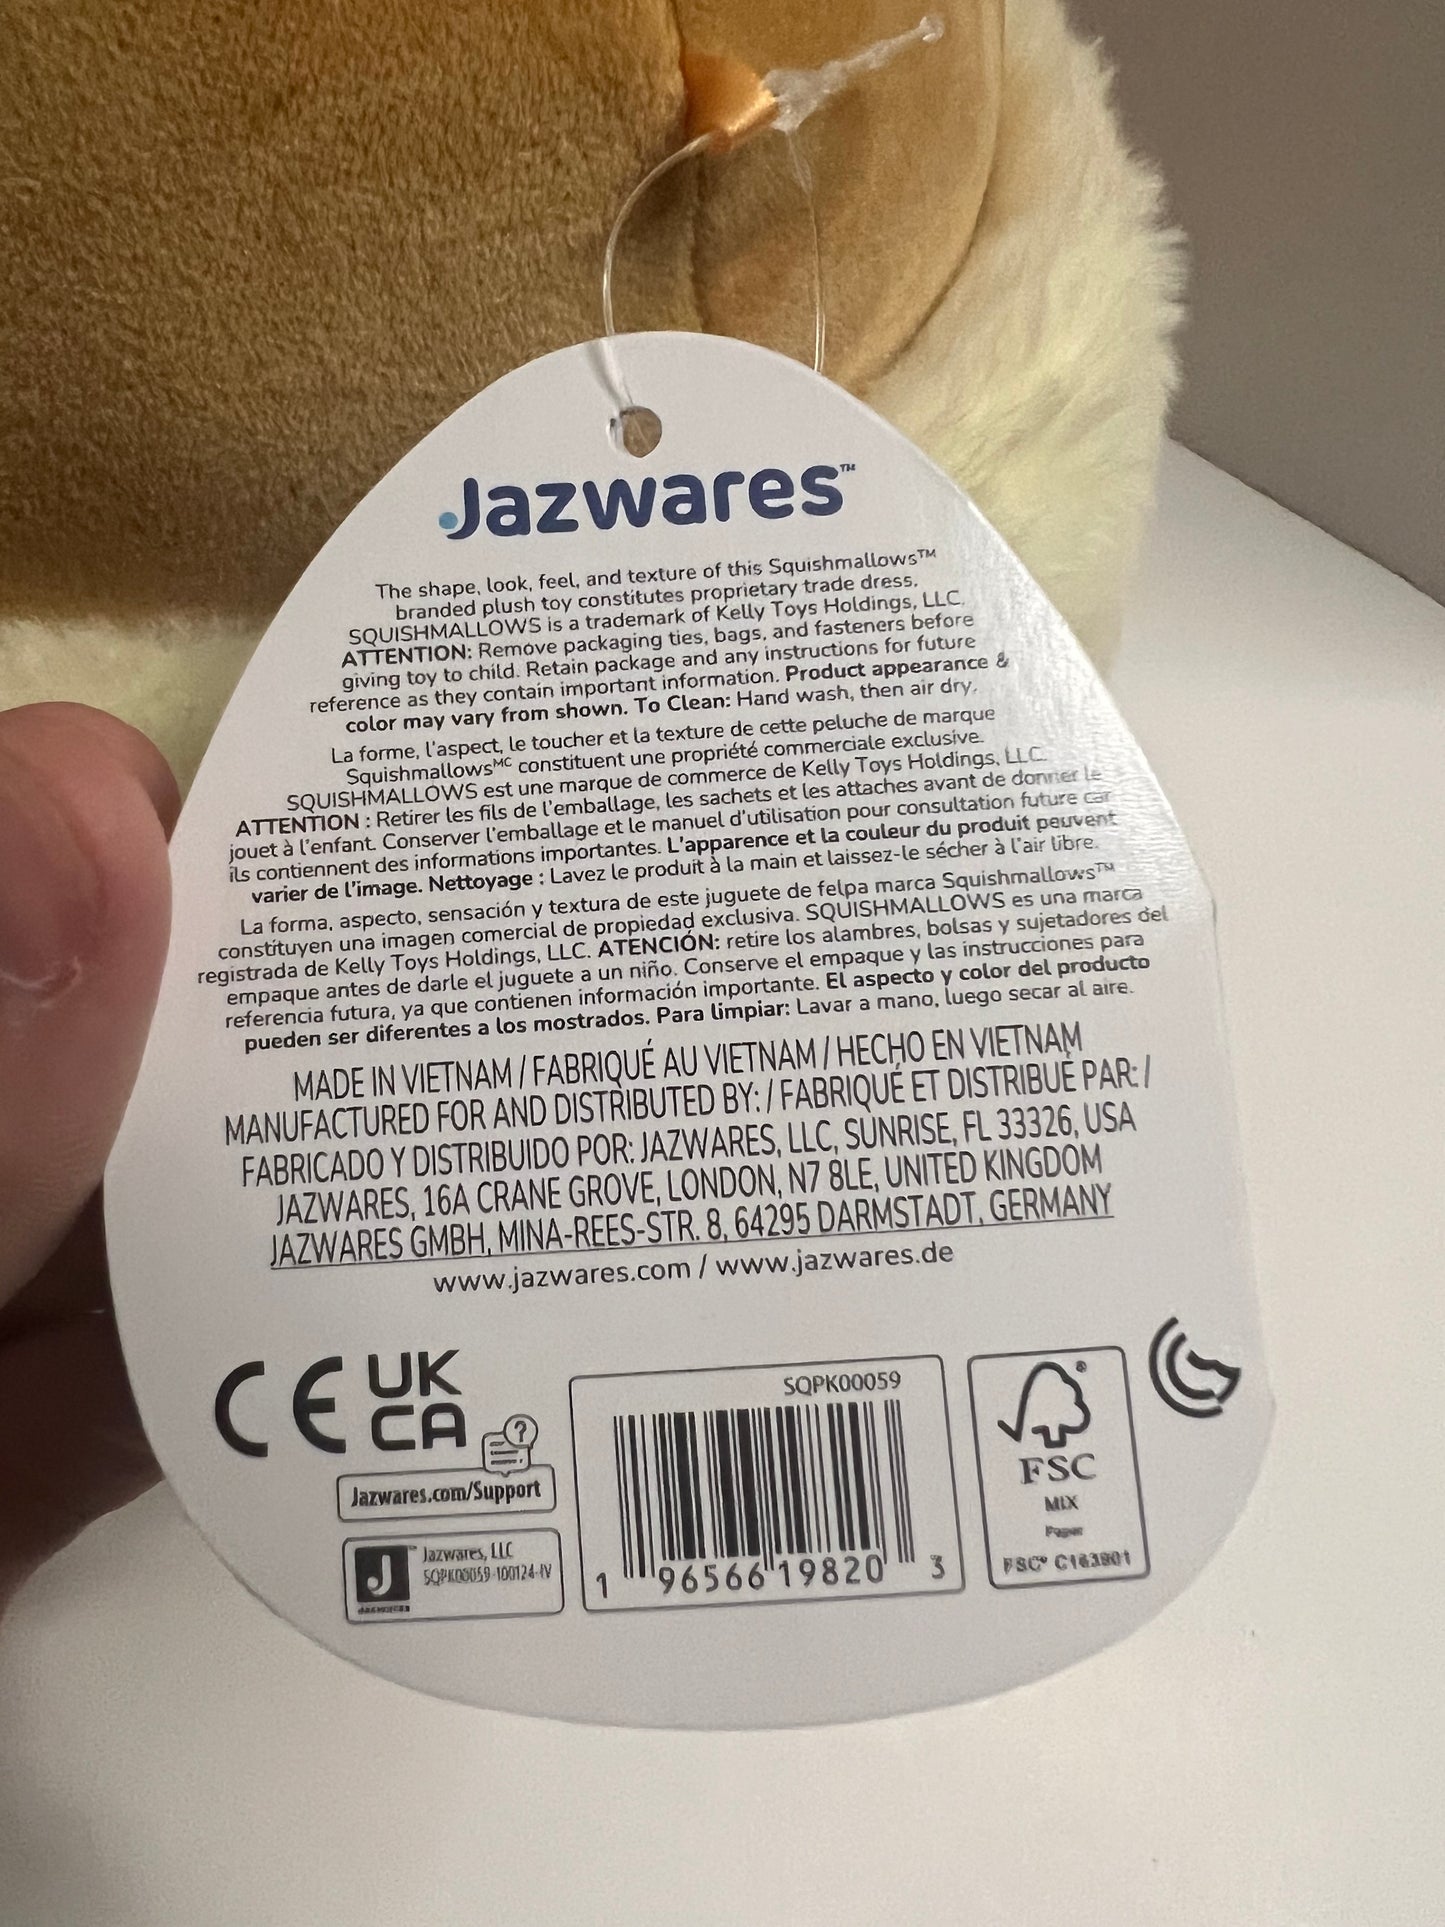 Jazwares™
The shape, look, feel, and texture of this Squishmallows™
branded plush toy constitutes proprietary trade dress.
SQUISHMALLOWS is a trademark of Kelly Toys Holdings, LLC.
ATTENTION: Remove packaging ties, bags, and fasteners before
giving toy to child. Retain package and any instructions for future
reference as they contain important information. Product appearance &
color may vary from shown. To Clean: Hand wash, then air dry.
La forme, l'aspect, le toucher et la texture de cette peluche de marque
Squishmallowsᴹᶜ constituent une propriété commerciale exclusive.
SQUISHMALLOWS est une marque de commerce de Kelly Toys Holdings, LLC.
ATTENTION : Retirer les fils de l'emballage, les sachets et les attaches avant de donner le
jouet à l'enfant. Conserver l'emballage et le manuel d'utilisation pour consultation future car
ils contiennent des informations importantes. L'apparence et la couleur du produit peuvent
varier de l'image. Nettoyage : Lavez le produit à la main et laissez-le sécher à l'air libre.
La forma, aspecto, sensación y textura de este juguete de felpa marca Squishmallows™
constituyen una imagen comercial de propiedad exclusiva. SQUISHMALLOWS es una marca
registrada de Kelly Toys Holdings, LLC. ATENCIÓN: retire los alambres, bolsas y sujetadores del
empaque antes de darle el juguete a un niño. Conserve el empaque y las instrucciones para
referencia futura, ya que contienen información importante. El aspecto y color del producto
pueden ser diferentes a los mostrados. Para limpiar: Lavar a mano, luego secar al aire.
MADE IN VIETNAM / FABRIQUÉ AU VIETNAM / HECHO EN VIETNAM
MANUFACTURED FOR AND DISTRIBUTED BY: / FABRIQUÉ ET DISTRIBUÉ PAR: /
FABRICADO Y DISTRIBUIDO POR: JAZWARES, LLC, SUNRISE, FL 33326, USA
JAZWARES, 16A CRANE GROVE, LONDON, N7 8LE, UNITED KINGDOM
JAZWARES GMBH, MINA-REES-STR. 8, 64295 DARMSTADT, GERMANY
www.jazwares.com / www.jazwares.de
CE UK
CA
?
Jazwares.com/Support
J
Jazwares, LLC
SQPK00059-100124-IV
SQPK00059
1 96566 19820 3
FSC
MIX
Paper
FSC® C163901